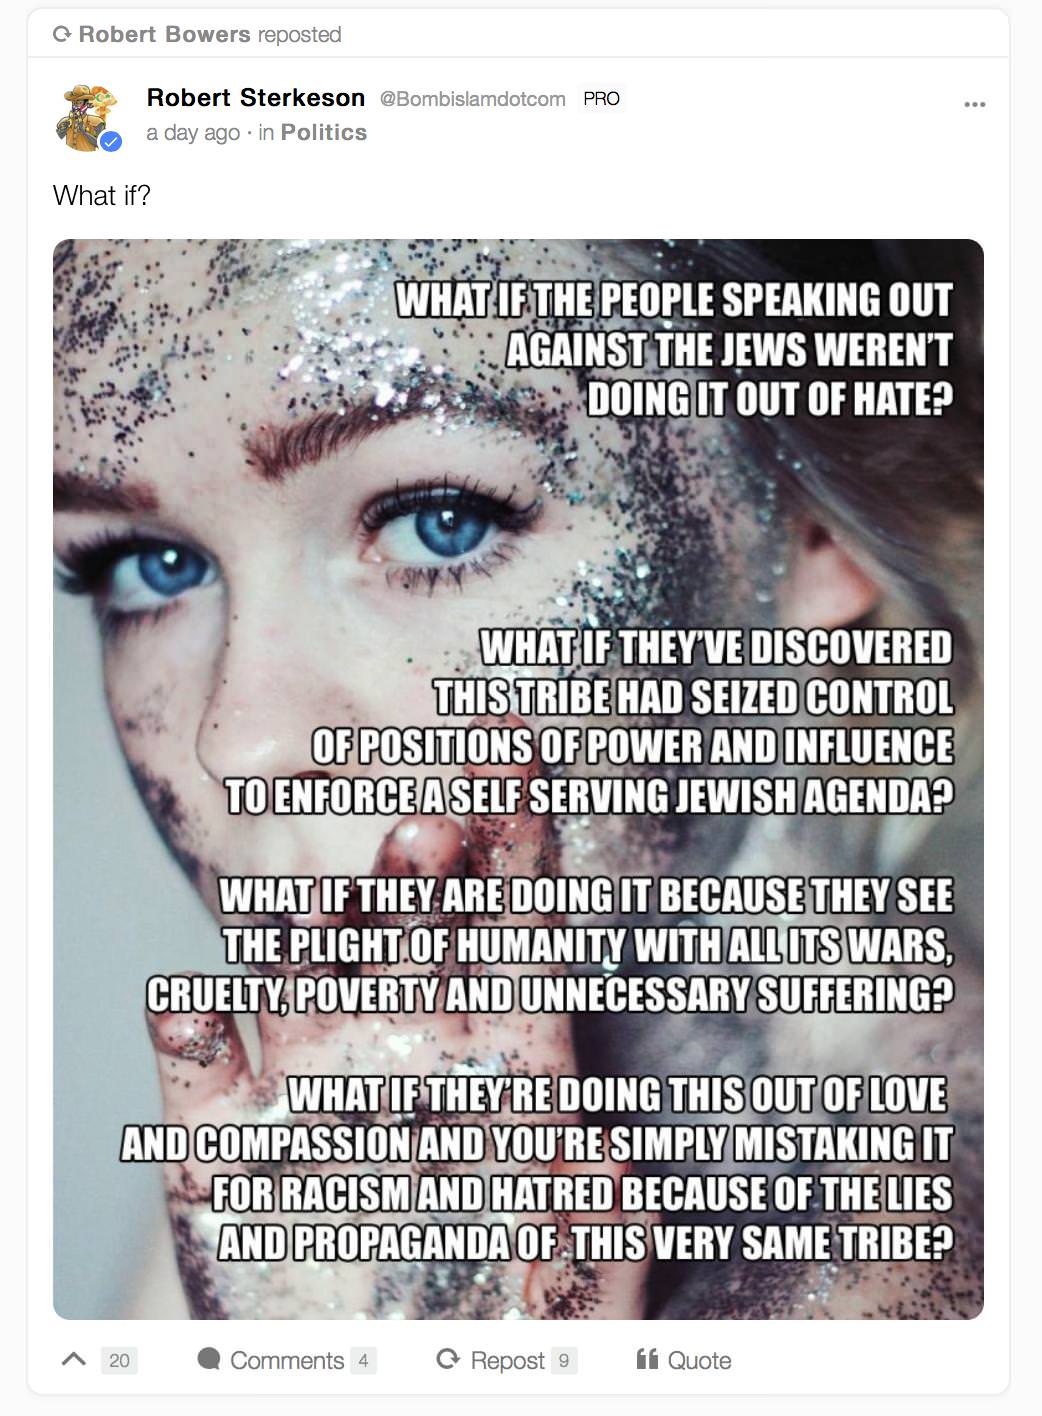 Robert Bowers reposted
Robert Sterkeson @Bombislamdotcom PRO
a day ago · in Politics
What if?
WHAT IF THE PEOPLE SPEAKING OUT
AGAINST THE JEWS WEREN'T
DOING IT OUT OF HATE?
WHAT IF THEY'VE DISCOVERED
THIS TRIBE HAD SEIZED CONTROL
OF POSITIONS OF POWER AND INFLUENCE
TO ENFORCE A SELF SERVING JEWISH AGENDA?
WHAT IF THEY ARE DOING IT BECAUSE THEY SEE
THE PLIGHT OF HUMANITY WITH ALL ITS WARS,
CRUELTY, POVERTY AND UNNECESSARY SUFFERING?
WHAT IF THEY'RE DOING THIS OUT OF LOVE
AND COMPASSION AND YOU'RE SIMPLY MISTAKING IT
FOR RACISM AND HATRED BECAUSE OF THE LIES
AND PROPAGANDA OF THIS VERY SAME TRIBE?
20 Comments 4 Repost 9 Quote